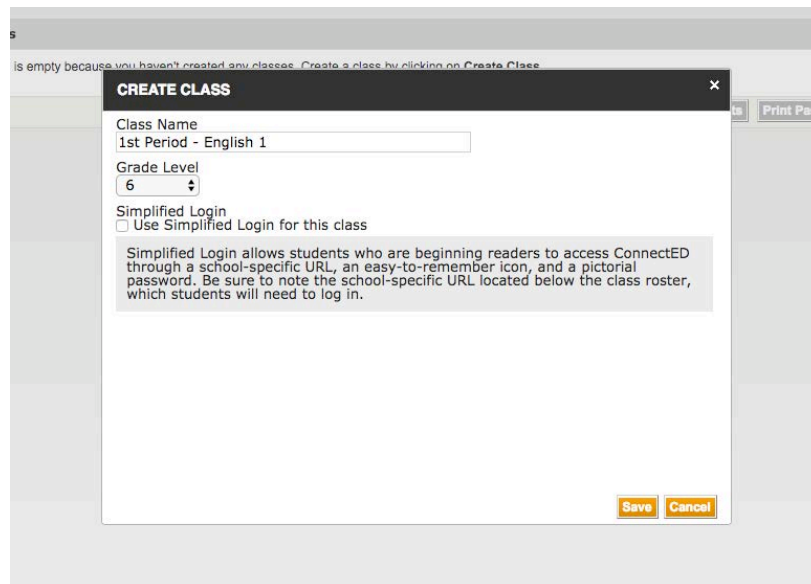 s
is empty because you haven't created any classes. Create a class by clicking on Create Class
CREATE CLASS ×
ts Print Pa
Class Name
1st Period - English 1
Grade Level
6
Simplified Login
Use Simplified Login for this class
Simplified Login allows students who are beginning readers to access ConnectED
through a school-specific URL, an easy-to-remember icon, and a pictorial
password. Be sure to note the school-specific URL located below the class roster,
which students will need to log in.
Save Cancel